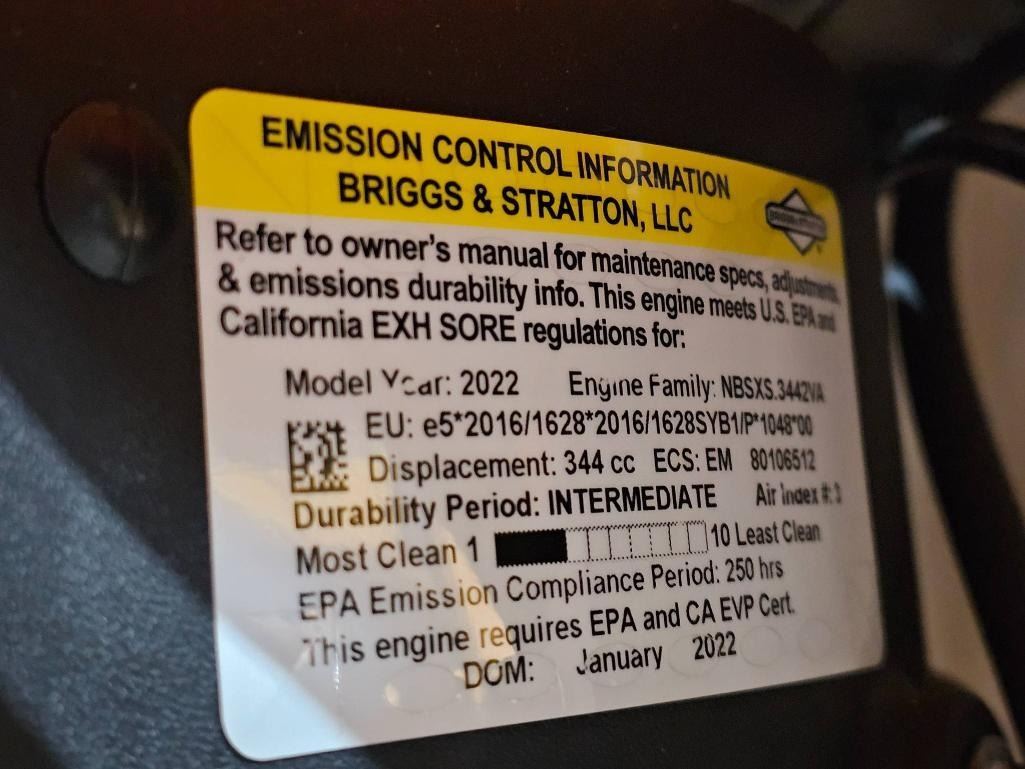 EMISSION CONTROL INFORMATION
BRIGGS & STRATTON, LLC
BRIGGS & STRATTON
Refer to owner's manual for maintenance specs, adjustments,
& emissions durability info. This engine meets U.S. EPA and
California EXH SORE regulations for:
Model Year: 2022 Engine Family: NBSXS.3442VA
EU: e5*2016/1628*2016/1628SYB1/P*1048*00
Displacement: 344 cc ECS: EM 80106512
Durability Period: INTERMEDIATE Air Index #: 3
Most Clean 1 10 Least Clean
EPA Emission Compliance Period: 250 hrs
This engine requires EPA and CA EVP Cert.
DOM: January 2022